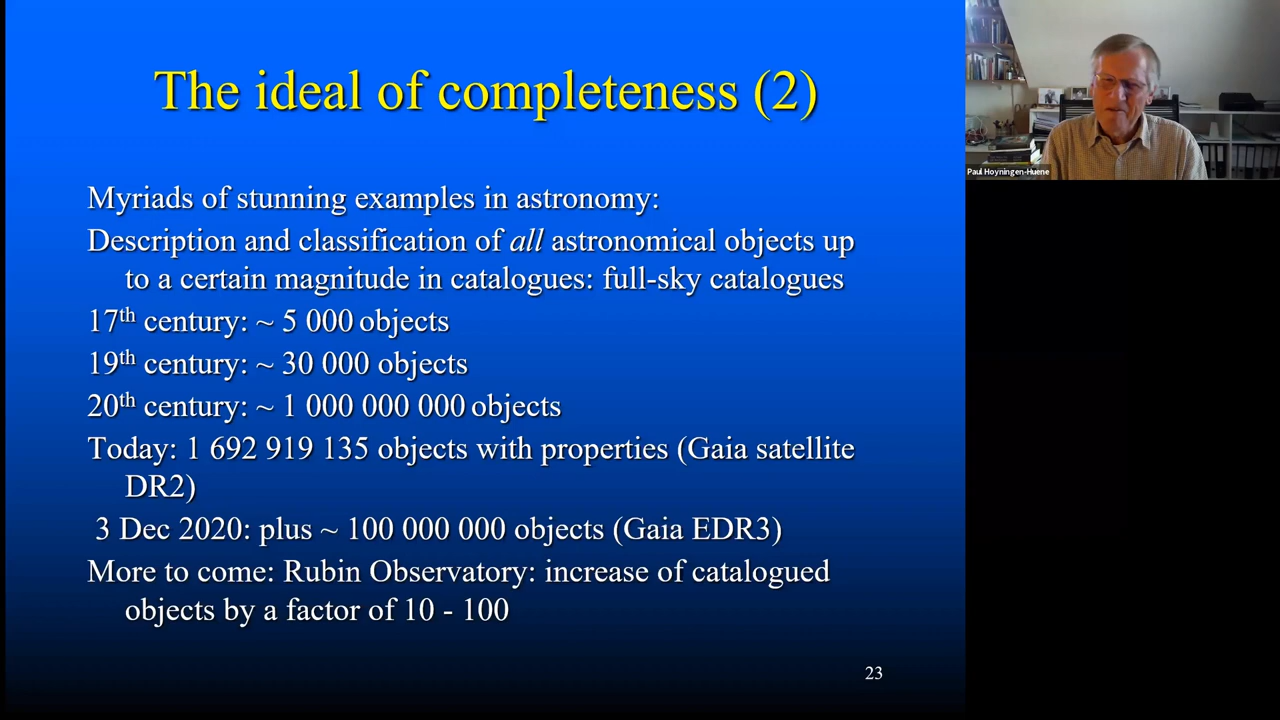 The ideal of completeness (2)
Myriads of stunning examples in astronomy:
Description and classification of all astronomical objects up
to a certain magnitude in catalogues: full-sky catalogues
17th century: ~ 5 000 objects
19th century: ~ 30 000 objects
20th century: ~ 1 000 000 000 objects
Today: 1 692 919 135 objects with properties (Gaia satellite
DR2)
3 Dec 2020: plus ~ 100 000 000 objects (Gaia EDR3)
More to come: Rubin Observatory: increase of catalogued
objects by a factor of 10 - 100
23
Paul Hoyningen-Huene